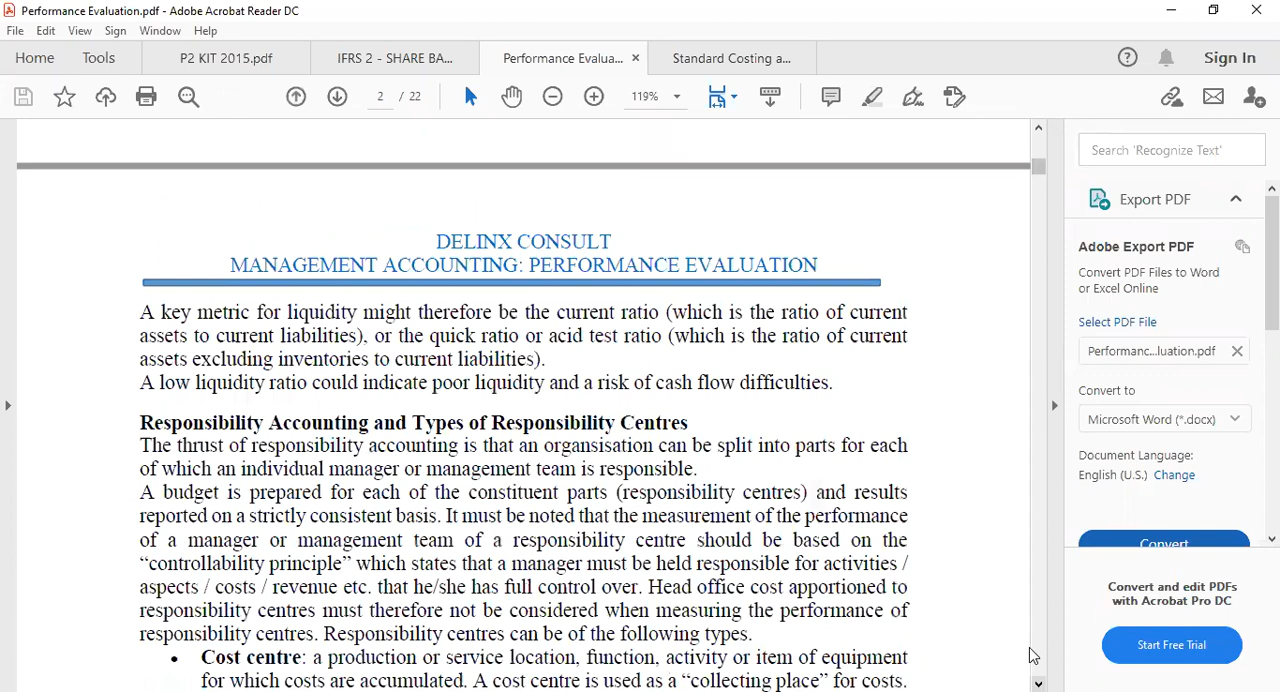 Performance Evaluation.pdf - Adobe Acrobat Reader DC
File Edit View Sign Window Help
Home Tools P2 KIT 2015.pdf IFRS 2 - SHARE BA... Performance Evalua... × Standard Costing a... Sign In
2 / 22 119%
Search 'Recognize Text'
Export PDF
Adobe Export PDF
Convert PDF Files to Word
or Excel Online
Select PDF File
Performanc...luation.pdf
Convert to
Microsoft Word (*.docx)
Document Language:
English (U.S.) Change
Convert
Convert and edit PDFs
with Acrobat Pro DC
Start Free Trial
DELINX CONSULT
MANAGEMENT ACCOUNTING: PERFORMANCE EVALUATION
A key metric for liquidity might therefore be the current ratio (which is the ratio of current
assets to current liabilities), or the quick ratio or acid test ratio (which is the ratio of current
assets excluding inventories to current liabilities).
A low liquidity ratio could indicate poor liquidity and a risk of cash flow difficulties.
Responsibility Accounting and Types of Responsibility Centres
The thrust of responsibility accounting is that an organsisation can be split into parts for each
of which an individual manager or management team is responsible.
A budget is prepared for each of the constituent parts (responsibility centres) and results
reported on a strictly consistent basis. It must be noted that the measurement of the performance
of a manager or management team of a responsibility centre should be based on the
“controllability principle” which states that a manager must be held responsible for activities /
aspects / costs / revenue etc. that he/she has full control over. Head office cost apportioned to
responsibility centres must therefore not be considered when measuring the performance of
responsibility centres. Responsibility centres can be of the following types.
• Cost centre: a production or service location, function, activity or item of equipment
for which costs are accumulated. A cost centre is used as a “collecting place” for costs.